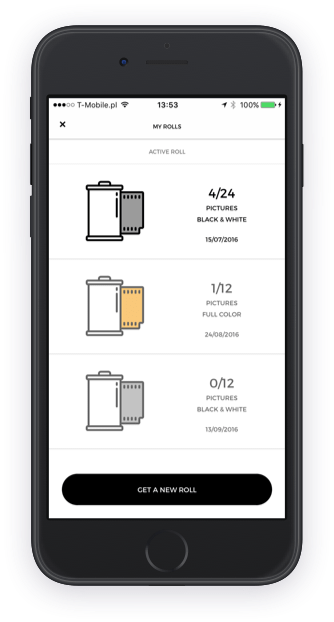 T-Mobile.pl 13:53 100%
MY ROLLS
ACTIVE ROLL
4/24
PICTURES
BLACK & WHITE
15/07/2016
1/12
PICTURES
FULL COLOR
24/08/2016
0/12
PICTURES
BLACK & WHITE
13/09/2016
GET A NEW ROLL